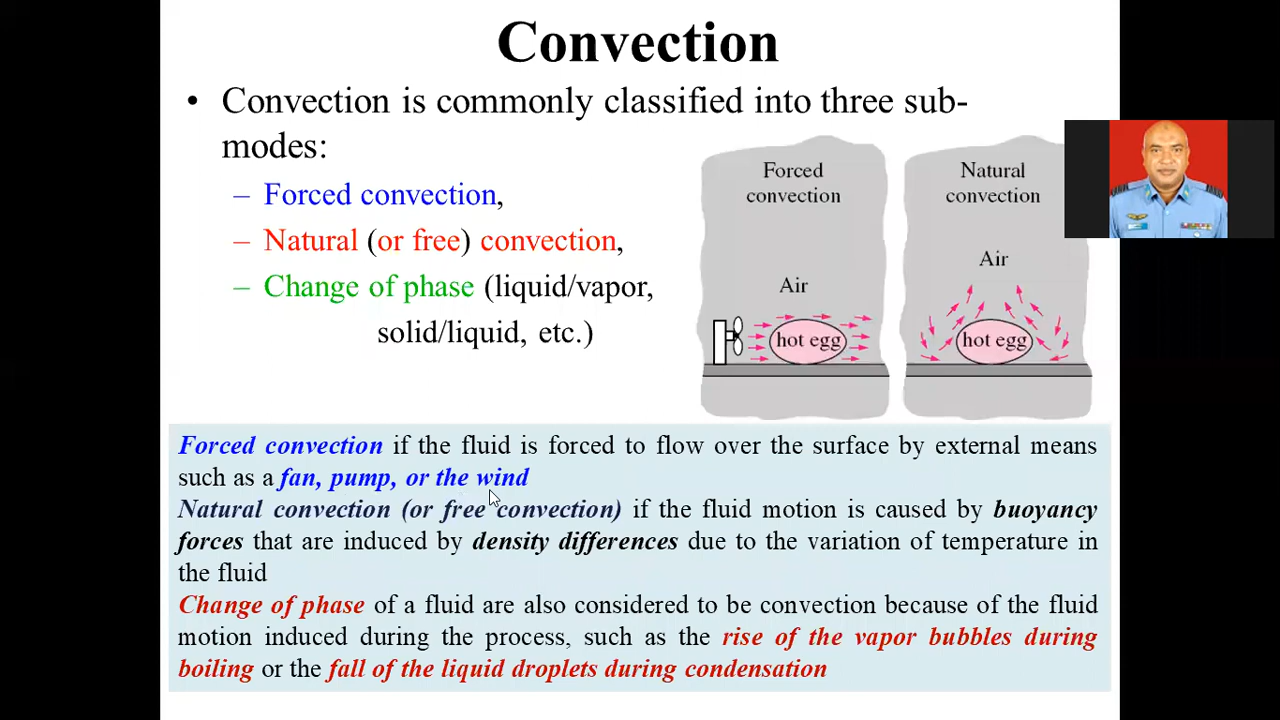 Convection
• Convection is commonly classified into three sub-
modes:
– Forced convection,
– Natural (or free) convection,
– Change of phase (liquid/vapor,
solid/liquid, etc.)
Forced
convection
Air
hot egg
Natural
convection
Air
hot egg
Forced convection if the fluid is forced to flow over the surface by external means
such as a fan, pump, or the wind
Natural convection (or free convection) if the fluid motion is caused by buoyancy
forces that are induced by density differences due to the variation of temperature in
the fluid
Change of phase of a fluid are also considered to be convection because of the fluid
motion induced during the process, such as the rise of the vapor bubbles during
boiling or the fall of the liquid droplets during condensation